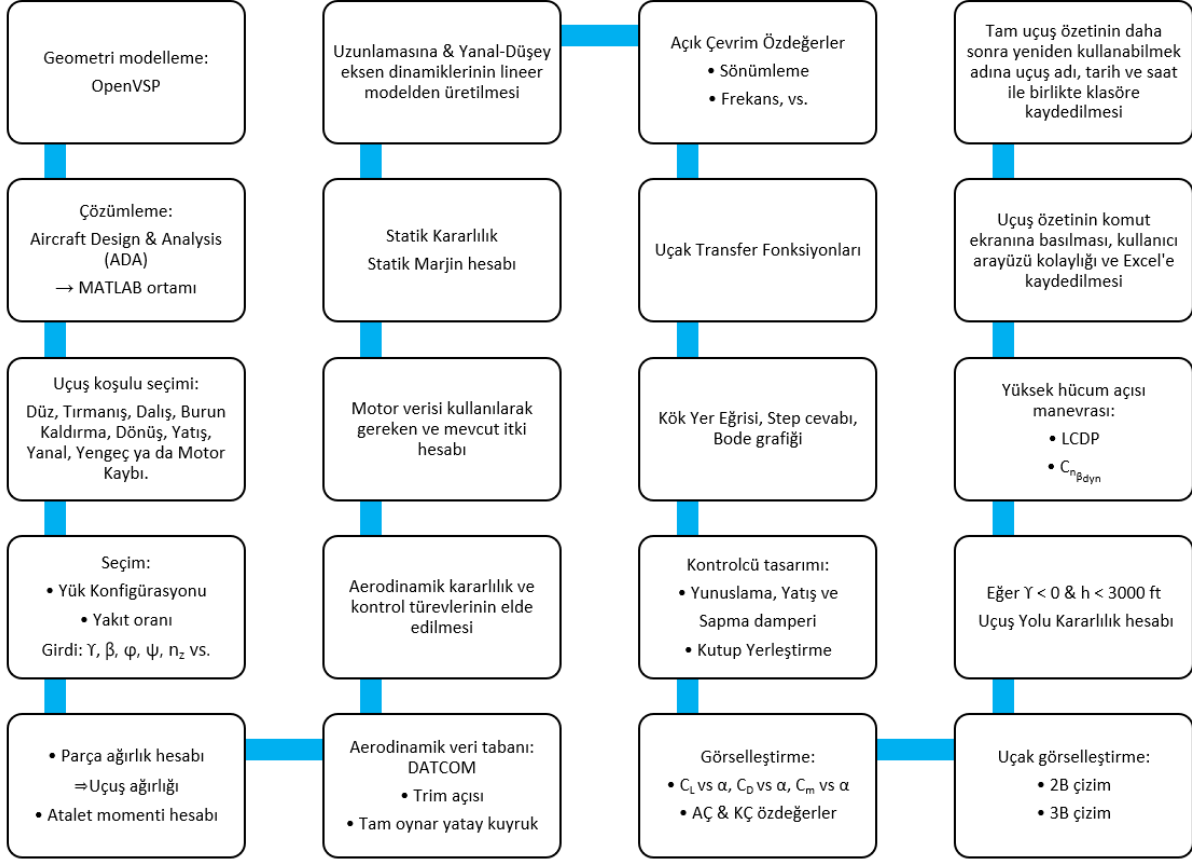 Geometri modelleme:
OpenVSP
Çözümleme:
Aircraft Design & Analysis
(ADA)
→ MATLAB ortamı
Uçuş koşulu seçimi:
Düz, Tırmanış, Dalış, Burun
Kaldırma, Dönüş, Yatış,
Yanal, Yengeç ya da Motor
Kaybı.
Seçim:
• Yük Konfigürasyonu
• Yakıt oranı
Girdi: ϒ, β, φ, ψ, n_z vs.
• Parça ağırlık hesabı
⇒Uçuş ağırlığı
• Atalet momenti hesabı
Aerodinamik veri tabanı:
DATCOM
• Trim açısı
• Tam oynar yatay kuyruk
Aerodinamik kararlılık ve
kontrol türevlerinin elde
edilmesi
Motor verisi kullanılarak
gereken ve mevcut itki
hesabı
Statik Kararlılık
Statik Marjin hesabı
Uzunlamasına & Yanal-Düşey
eksen dinamiklerinin lineer
modelden üretilmesi
Açık Çevrim Özdeğerler
• Sönümleme
• Frekans, vs.
Uçak Transfer Fonksiyonları
Kök Yer Eğrisi, Step cevabı,
Bode grafiği
Kontrolcü tasarımı:
• Yunuslama, Yatış ve
Sapma damperi
• Kutup Yerleştirme
Görselleştirme:
• C_L vs α, C_D vs α, C_m vs α
• AÇ & KÇ özdeğerler
Uçak görselleştirme:
• 2B çizim
• 3B çizim
Eğer ϒ < 0 & h < 3000 ft
Uçuş Yolu Kararlılık hesabı
Yüksek hücum açısı
manevrası:
• LCDP
• C_n_β_dyn
Uçuş özetinin komut
ekranına basılması, kullanıcı
arayüzü kolaylığı ve Excel'e
kaydedilmesi
Tam uçuş özetinin daha
sonra yeniden kullanabilmek
adına uçuş adı, tarih ve saat
ile birlikte klasöre
kaydedilmesi